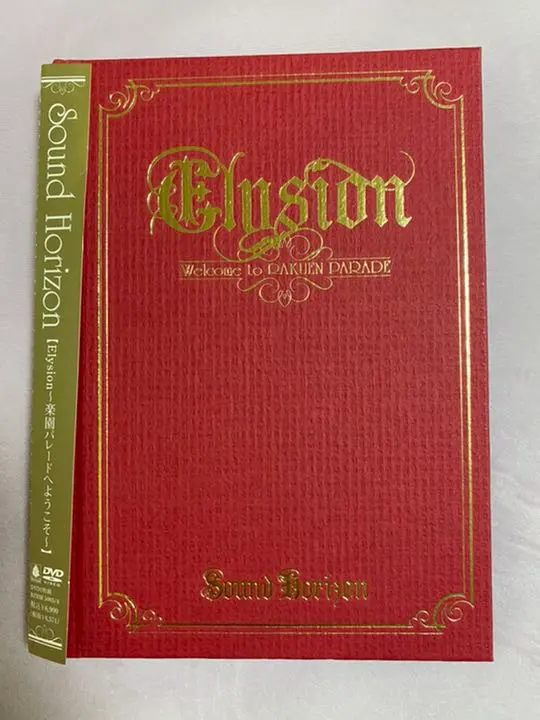 Sound Horizon
【Elysion~楽園パレードへようこそ~】
DVD
VIDEO
Elysion
Welcome to RAKUEN PARADE
Sound Horizon